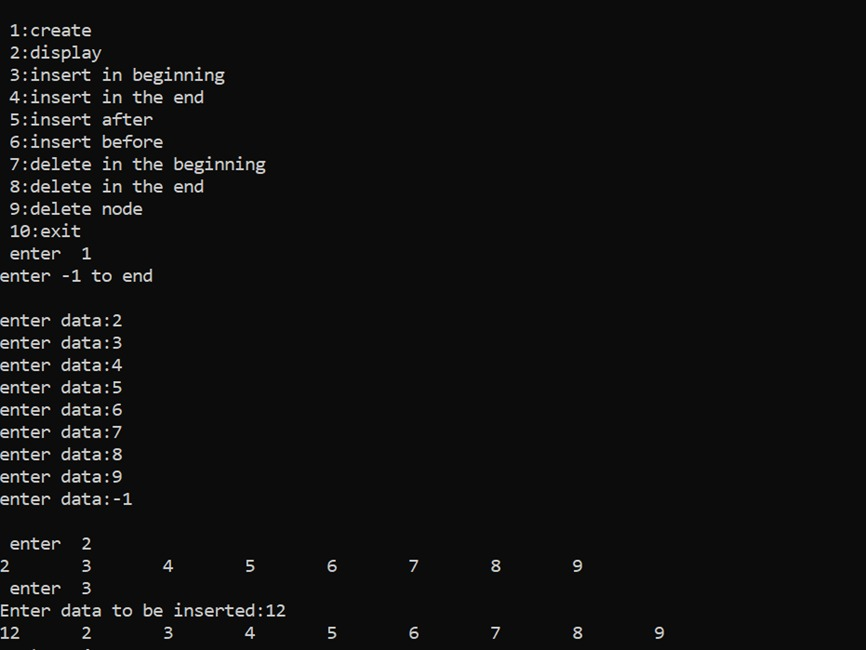 1:create
2:display
3:insert in beginning
4:insert in the end
5:insert after
6:insert before
7:delete in the beginning
8:delete in the end
9:delete node
10:exit
enter  1
enter -1 to end
enter data:2
enter data:3
enter data:4
enter data:5
enter data:6
enter data:7
enter data:8
enter data:9
enter data:-1
enter  2
2       3       4       5       6       7       8       9
enter  3
Enter data to be inserted:12
12      2       3       4       5       6       7       8       9